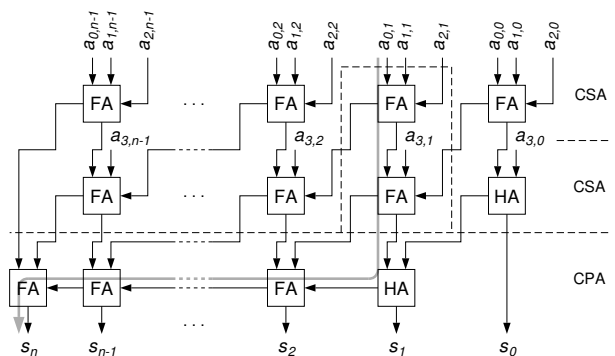 a0,n-1 a1,n-1 a2,n-1 a0,2 a1,2 a2,2 a0,1 a1,1 a2,1 a0,0 a1,0 a2,0
FA ... FA FA FA CSA
a3,n-1 a3,2 a3,1 a3,0
FA ... FA FA HA CSA
FA FA FA HA CPA
sn sn-1 ... s2 s1 s0